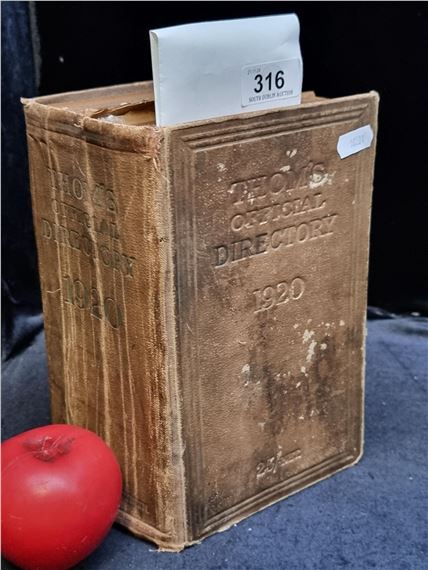 316
SOUTH DUBLIN AUCTION
THOM'S
OFFICIAL
DIRECTORY
1920
THOM'S
OFFICIAL
DIRECTORY
1920